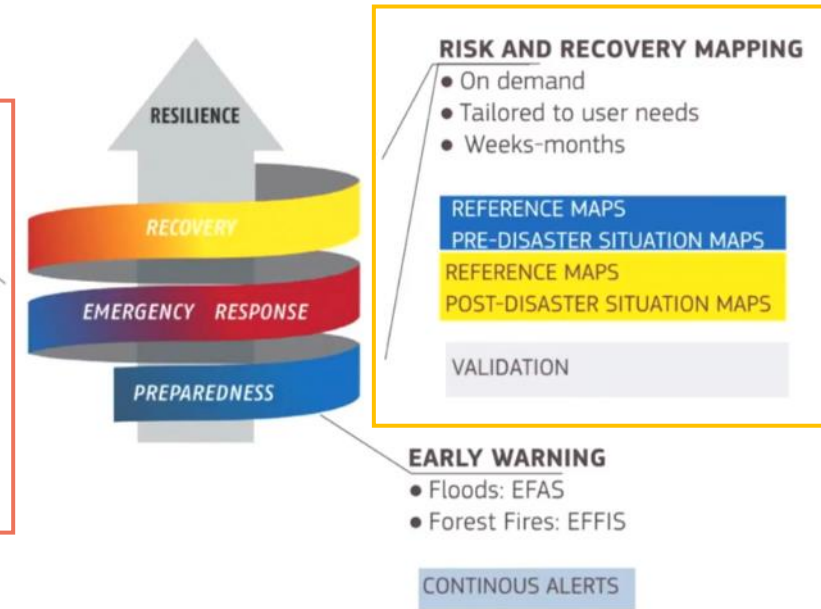 RESILIENCE
RECOVERY
EMERGENCY RESPONSE
PREPAREDNESS
RISK AND RECOVERY MAPPING
● On demand
● Tailored to user needs
● Weeks-months
REFERENCE MAPS
PRE-DISASTER SITUATION MAPS
REFERENCE MAPS
POST-DISASTER SITUATION MAPS
VALIDATION
EARLY WARNING
● Floods: EFAS
● Forest Fires: EFFIS
CONTINOUS ALERTS